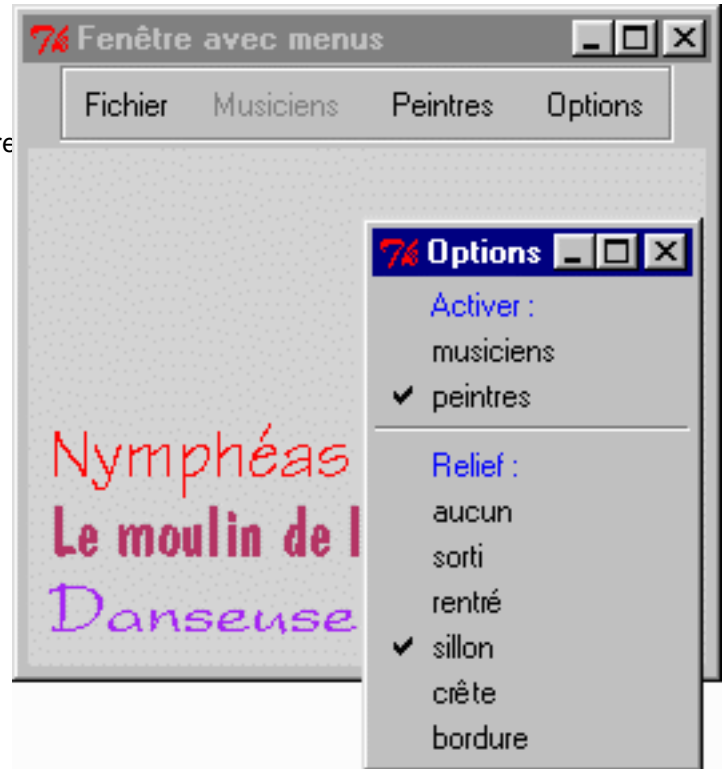 Fenêtre avec menus
Fichier Musiciens Peintres Options
re
Options
Activer :
musiciens
peintres
Relief :
aucun
sorti
rentré
sillon
crête
bordure
Nymphéas
Le moulin de l
Danseuse